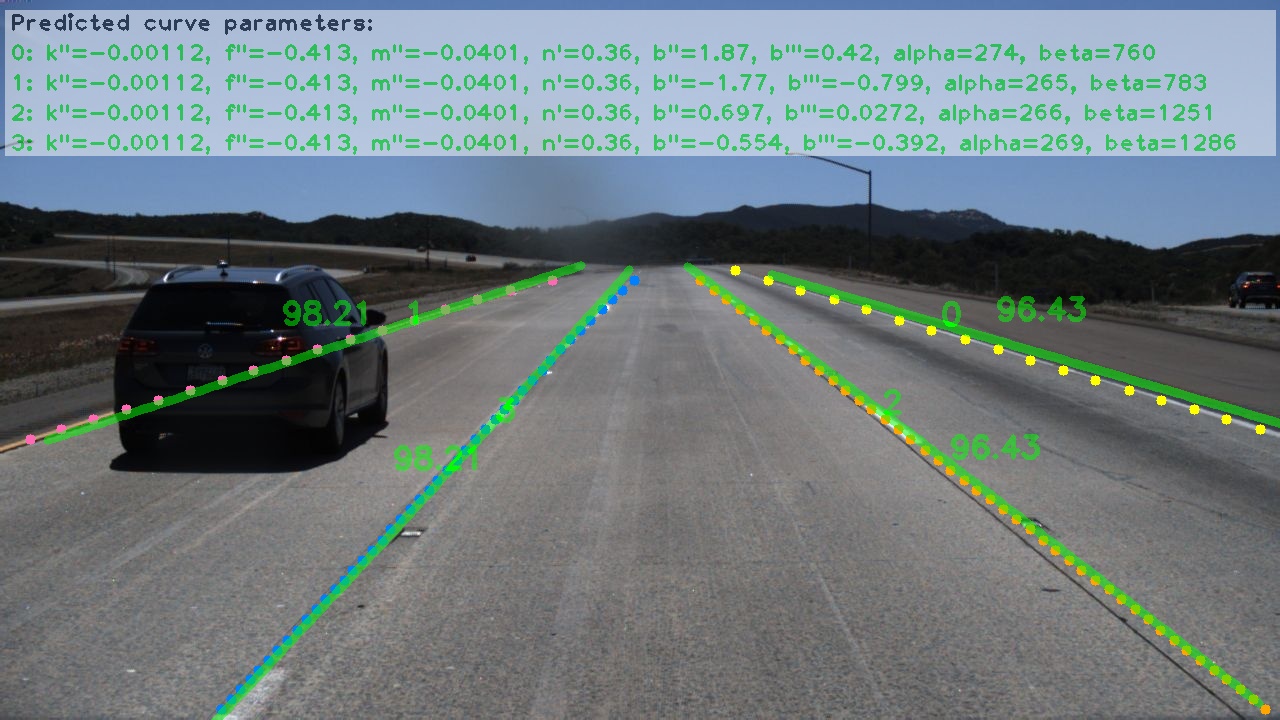 Predicted curve parameters:
0: k''=-0.00112, f''=-0.413, m''=-0.0401, n'=0.36, b''=1.87, b'''=0.42, alpha=274, beta=760
1: k''=-0.00112, f''=-0.413, m''=-0.0401, n'=0.36, b''=-1.77, b'''=-0.799, alpha=265, beta=783
2: k''=-0.00112, f''=-0.413, m''=-0.0401, n'=0.36, b''=0.697, b'''=0.0272, alpha=266, beta=1251
3: k''=-0.00112, f''=-0.413, m''=-0.0401, n'=0.36, b''=-0.554, b'''=-0.392, alpha=269, beta=1286
98.21 1 0 96.43
2
98.21 96.43